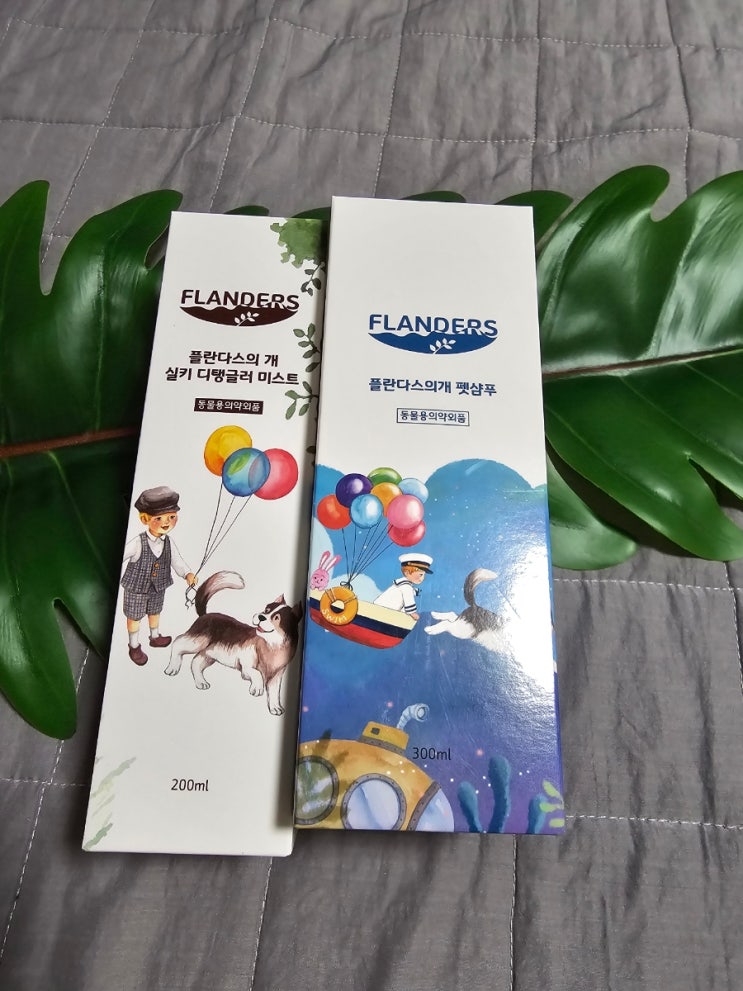 FLANDERS
플란다스의 개
실키 디탱글러 미스트
동물용의약외품
200ml
FLANDERS
플란다스의개 펫샴푸
동물용의약외품
SWIM
300ml